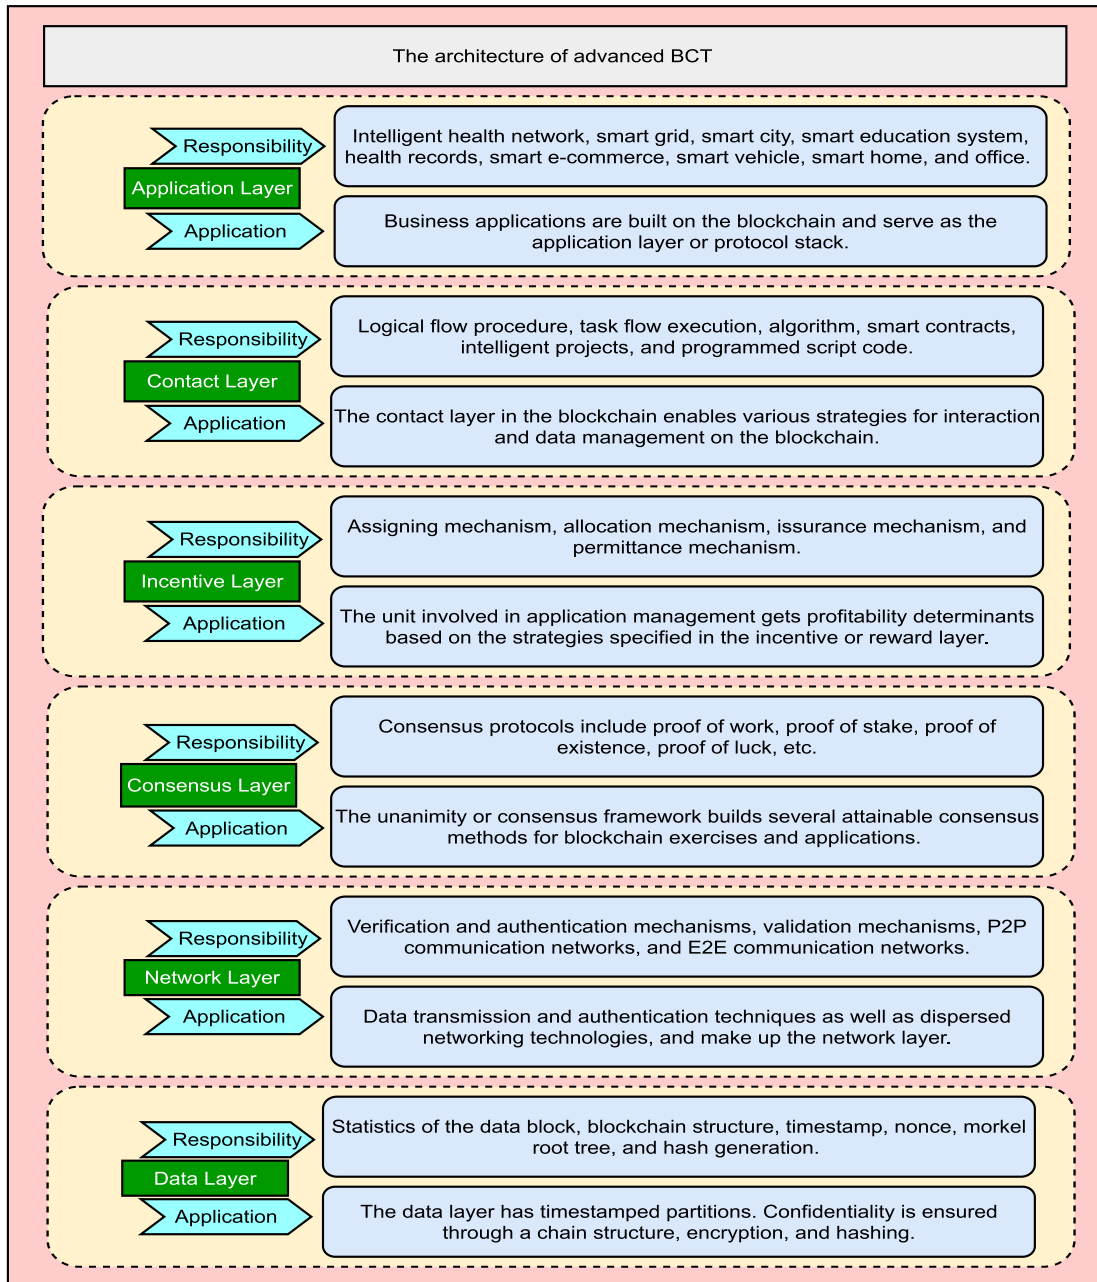 The architecture of advanced BCT
Responsibility
Intelligent health network, smart grid, smart city, smart education system,
health records, smart e-commerce, smart vehicle, smart home, and office.
Application Layer
Application
Business applications are built on the blockchain and serve as the
application layer or protocol stack.
Responsibility
Logical flow procedure, task flow execution, algorithm, smart contracts,
intelligent projects, and programmed script code.
Contact Layer
Application
The contact layer in the blockchain enables various strategies for interaction
and data management on the blockchain.
Responsibility
Assigning mechanism, allocation mechanism, issurance mechanism, and
permittance mechanism.
Incentive Layer
Application
The unit involved in application management gets profitability determinants
based on the strategies specified in the incentive or reward layer.
Responsibility
Consensus protocols include proof of work, proof of stake, proof of
existence, proof of luck, etc.
Consensus Layer
Application
The unanimity or consensus framework builds several attainable consensus
methods for blockchain exercises and applications.
Responsibility
Verification and authentication mechanisms, validation mechanisms, P2P
communication networks, and E2E communication networks.
Network Layer
Application
Data transmission and authentication techniques as well as dispersed
networking technologies, and make up the network layer.
Responsibility
Statistics of the data block, blockchain structure, timestamp, nonce, morkel
root tree, and hash generation.
Data Layer
Application
The data layer has timestamped partitions. Confidentiality is ensured
through a chain structure, encryption, and hashing.